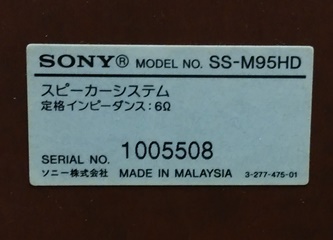 SONY® MODEL NO. SS-M95HD
スピーカーシステム
定格インピーダンス:6Ω
SERIAL NO. 1005508
ソニー株式会社 MADE IN MALAYSIA 3-277-475-01